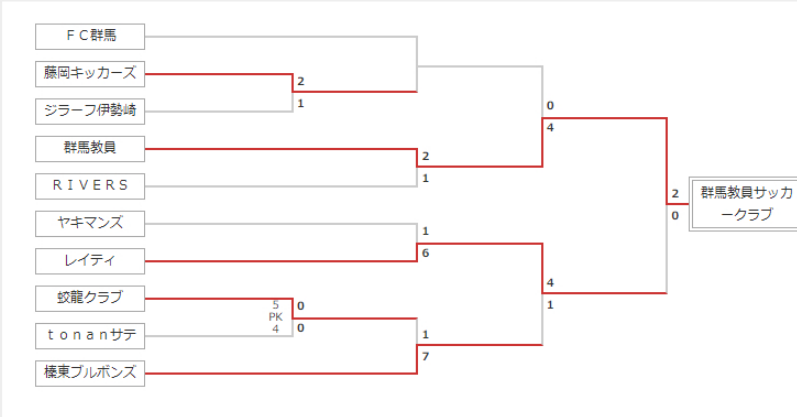 ＦＣ群馬
藤岡キッカーズ
2
1
ジラーフ伊勢崎
0
4
群馬教員
2
1
ＲＩＶＥＲＳ
2
0
群馬教員サッカ
ークラブ
ヤキマンズ
1
6
レイティ
4
1
蛟龍クラブ
5
PK
4
0
0
ｔｏｎａｎサテ
1
7
榛東ブルボンズ